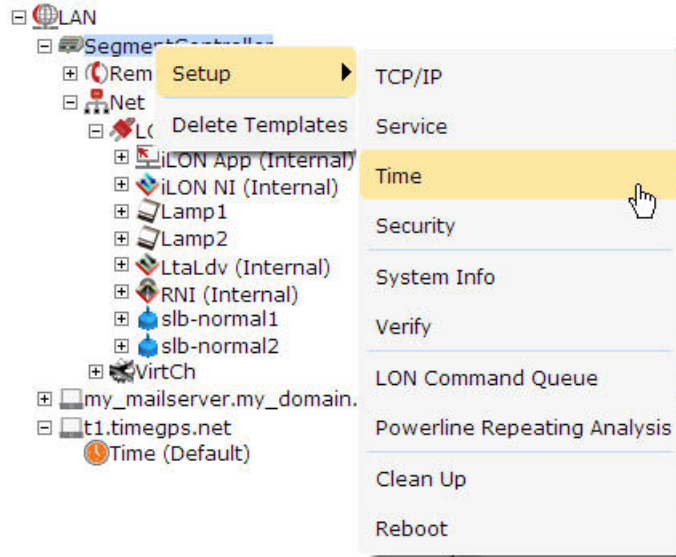 LAN
SegmentController
Rem
Net
LO
iLON App (Internal)
iLON NI (Internal)
Lamp1
Lamp2
LtaLdv (Internal)
RNI (Internal)
slb-normal1
slb-normal2
VirtCh
my_mailserver.my_domain.
t1.timegps.net
Time (Default)
Setup
Delete Templates
TCP/IP
Service
Time
Security
System Info
Verify
LON Command Queue
Powerline Repeating Analysis
Clean Up
Reboot